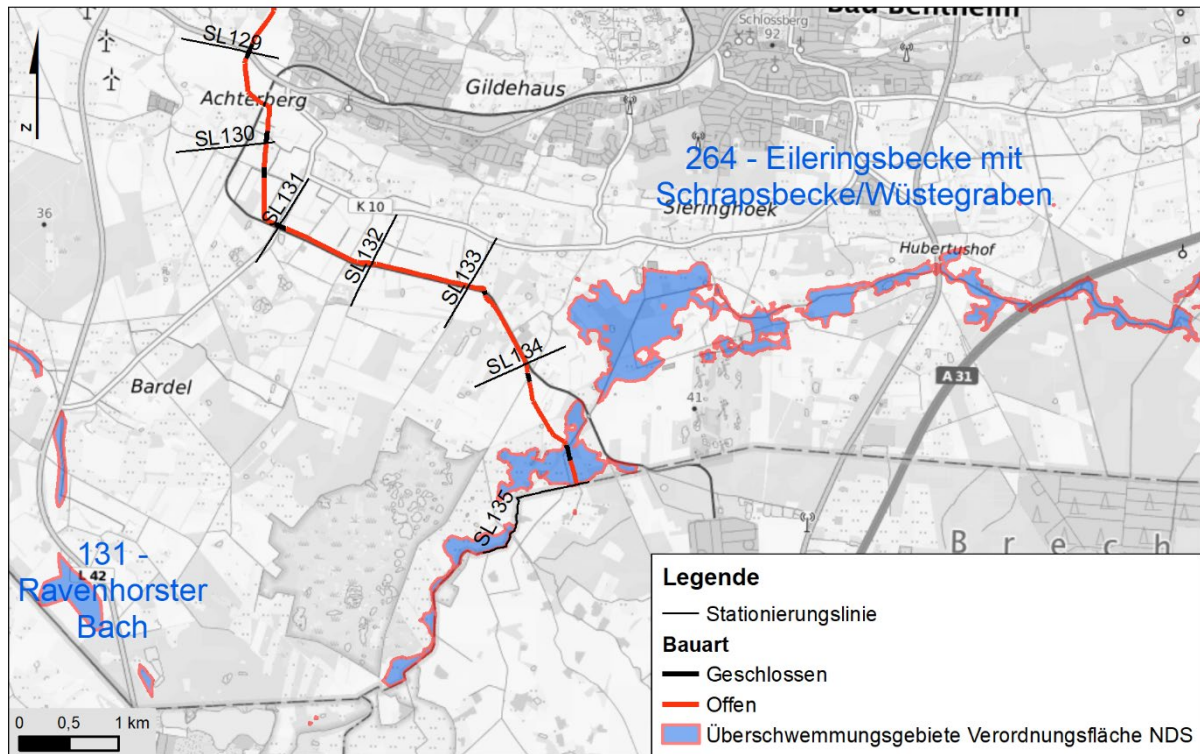 Bad Bentheim
Schlossberg
92
SL129
Gildehaus
Achterberg
N
SL130
264 - Eileringsbecke mit
Schrapsbecke/Wüstegraben
SL131
K 10
Sieringhoek
36
SL132
SL133
Hubertushof
SL134
A 31
Bardel
41
SL135
Brech
131 -
L 42
Ravenhorster
Bach
Legende
Stationierungslinie
Bauart
Geschlossen
Offen
Überschwemmungsgebiete Verordnungsfläche NDS
0 0,5 1 km